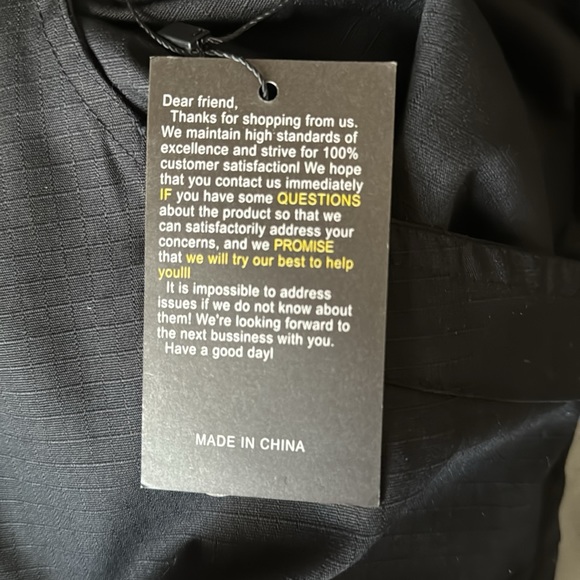 Dear friend,
Thanks for shopping from us.
We maintain high standards of
excellence and strive for 100%
customer satisfaction! We hope
that you contact us immediately
IF you have some QUESTIONS
about the product so that we
can satisfactorily address your
concerns, and we PROMISE
that we will try our best to help
you!!!
It is impossible to address
issues if we do not know about
them! We're looking forward to
the next bussiness with you.
Have a good day!
MADE IN CHINA